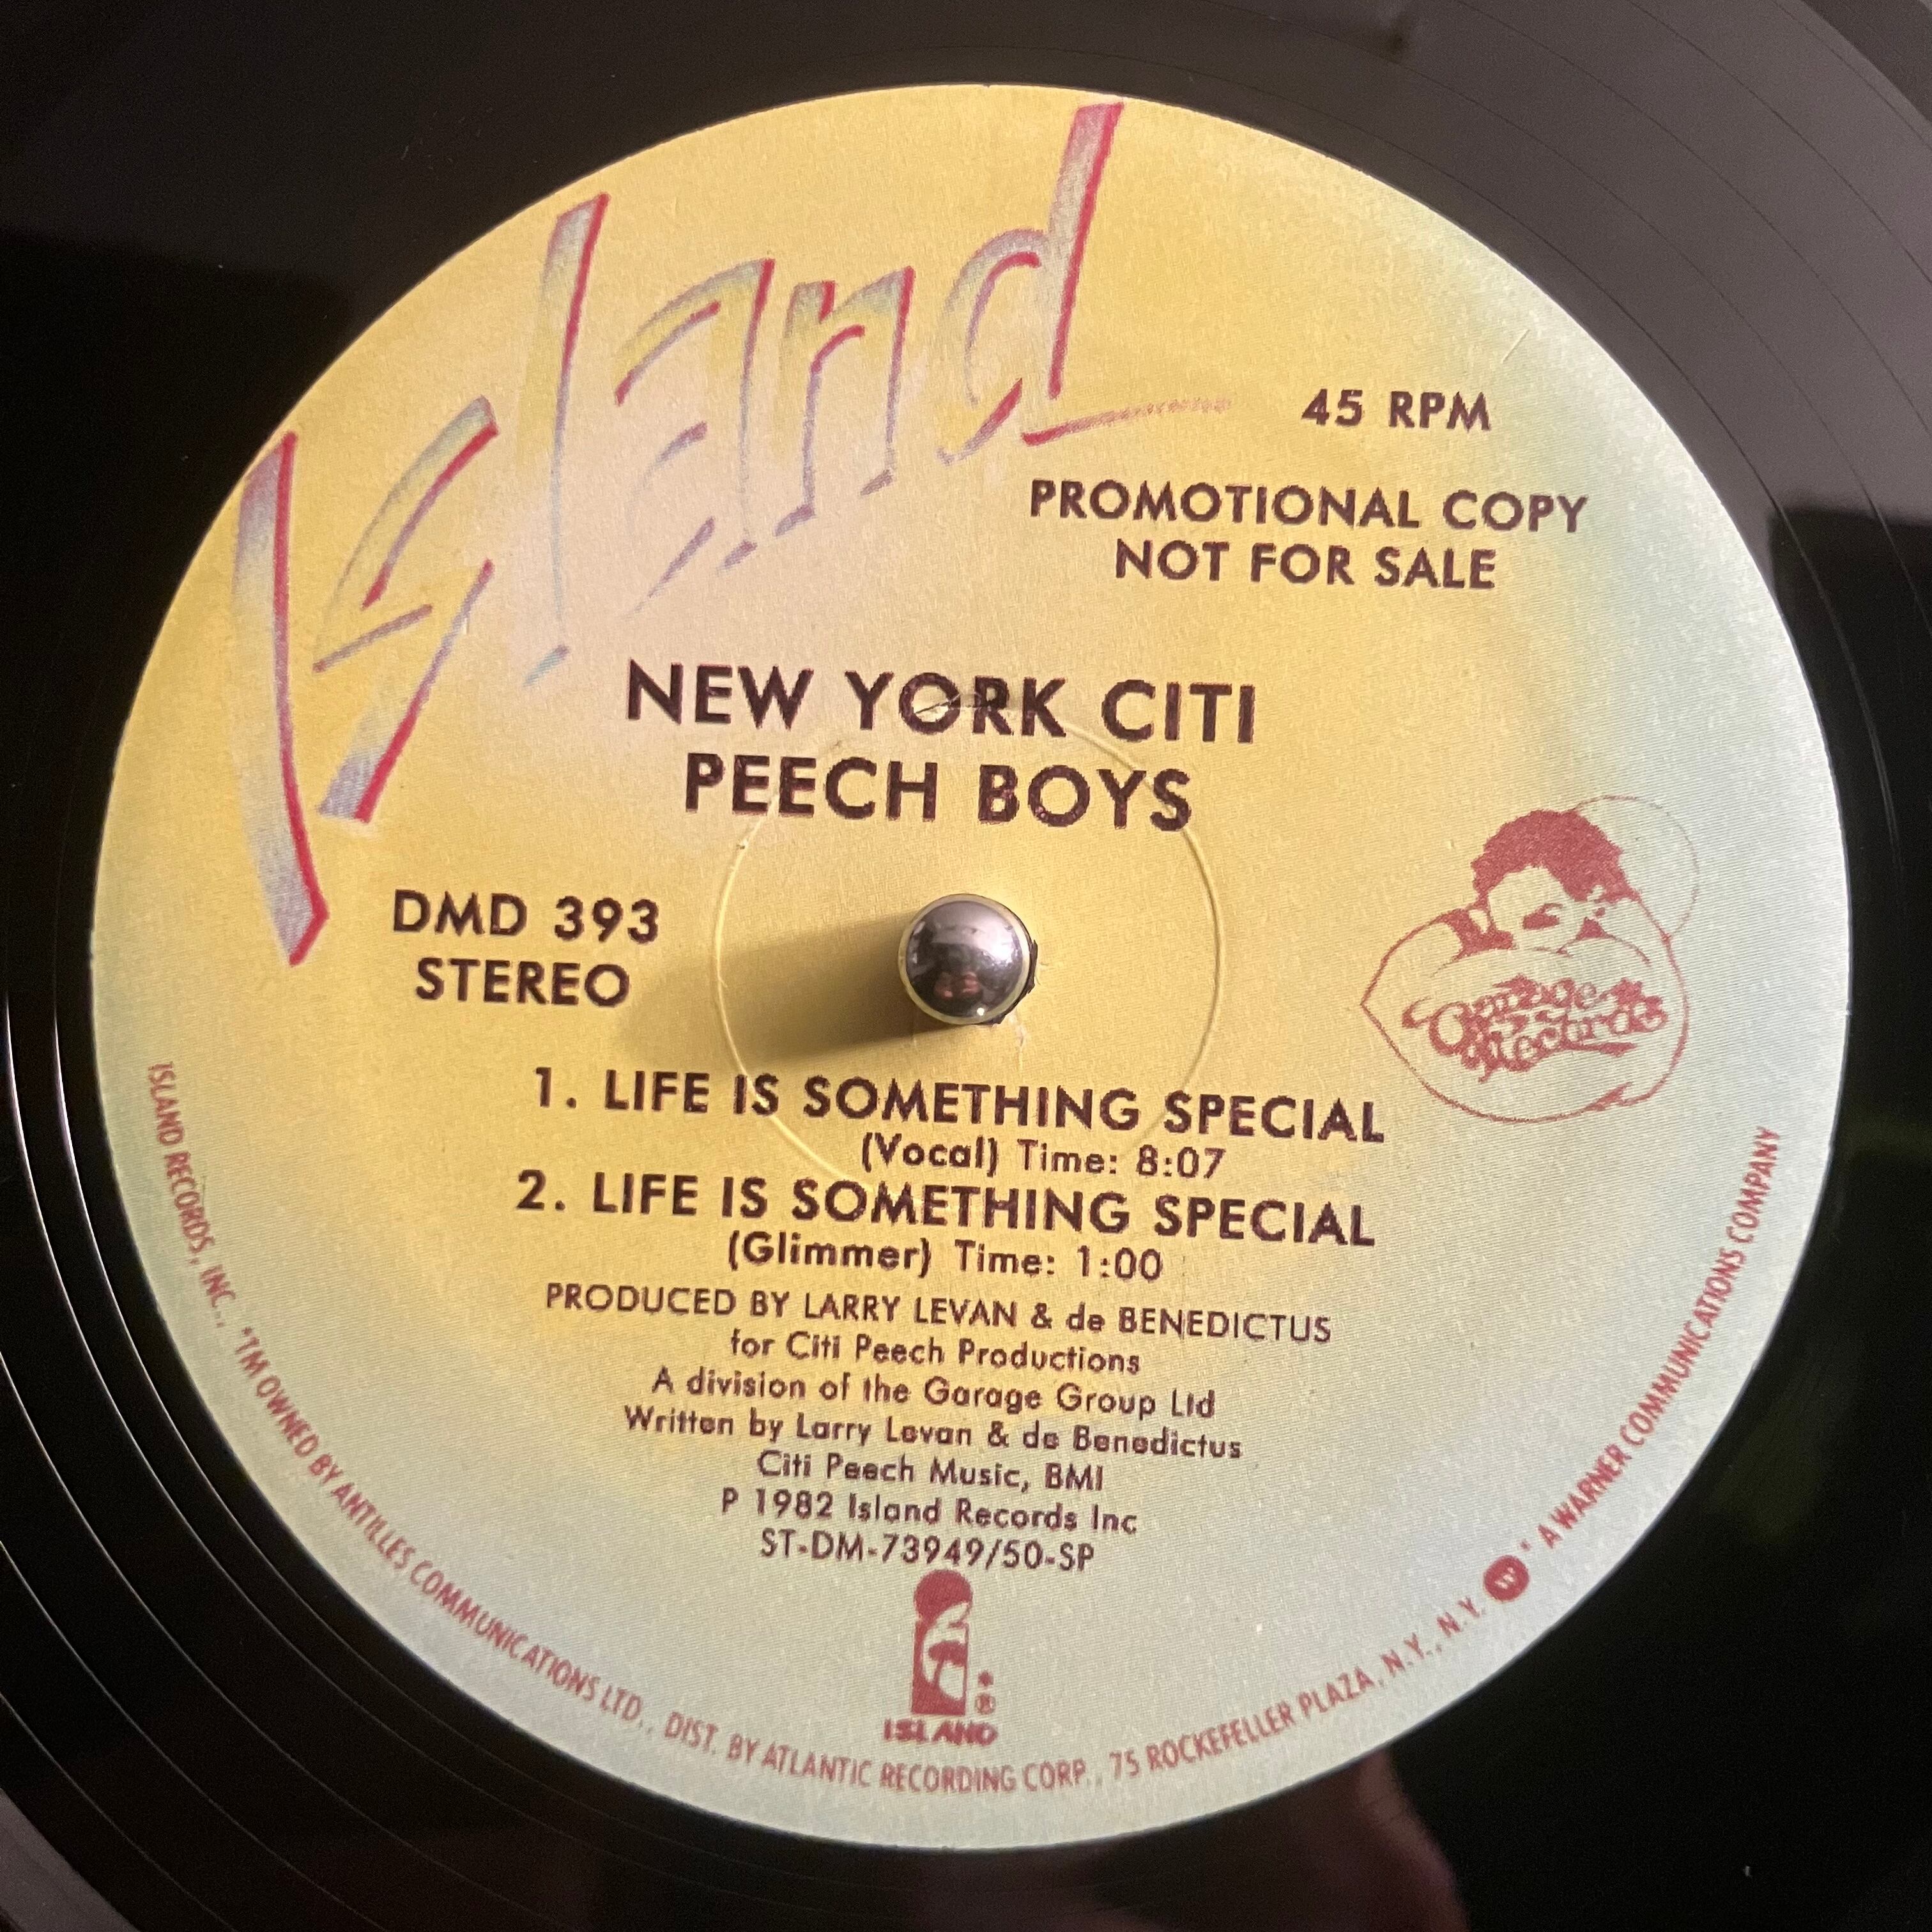 Island
45 RPM
PROMOTIONAL COPY
NOT FOR SALE
NEW YORK CITI
PEECH BOYS
DMD 393
STEREO
Garage
Records
1. LIFE IS SOMETHING SPECIAL
(Vocal) Time: 8:07
2. LIFE IS SOMETHING SPECIAL
(Glimmer) Time: 1:00
PRODUCED BY LARRY LEVAN & de BENEDICTUS
for Citi Peech Productions
A division of the Garage Group Ltd
Written by Larry Levan & de Benedictus
Citi Peech Music, BMI
P 1982 Island Records Inc
ST-DM-73949/50-SP
*®
ISLAND
ISLAND RECORDS, INC., *TM OWNED BY ANTILLES COMMUNICATIONS LTD., DIST. BY ATLANTIC RECORDING CORP., 75 ROCKEFELLER PLAZA, N.Y., N.Y. W • A WARNER COMMUNICATIONS COMPANY